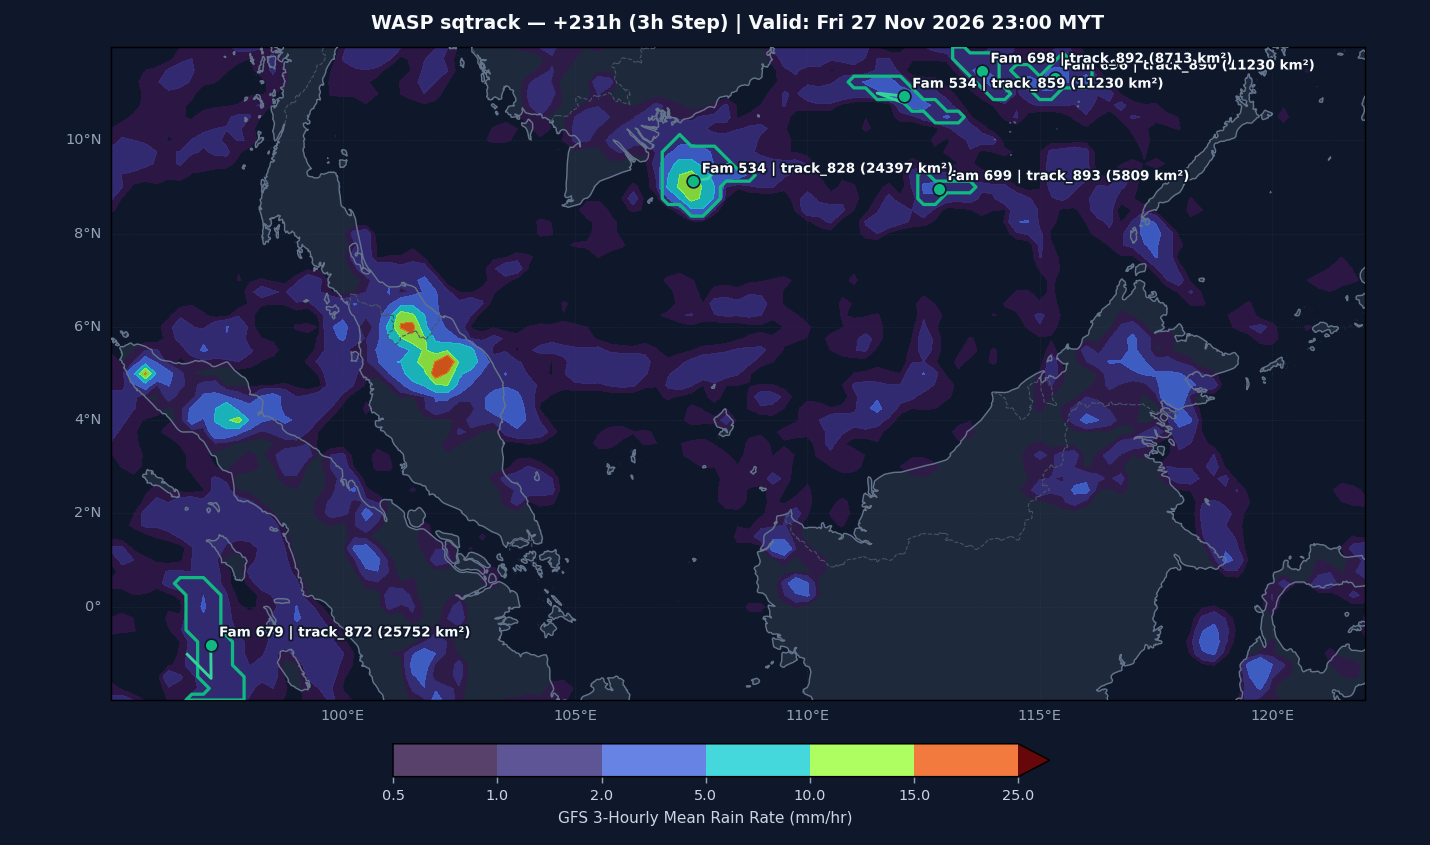 WASP sqtrack — +231h (3h Step) | Valid: Fri 27 Nov 2026 23:00 MYT
Fam 698 | track_892 (8713 km²)
(11230 km²)
Fam 534 | track_859 (11230 km²)
10°N
Fam 534 | track_828 (24397 km²)
Fam 699 | track_893 (5809 km²)
8°N
6°N
4°N
2°N
0°
Fam 679 | track_872 (25752 km²)
100°E 105°E 110°E 115°E 120°E
0.5 1.0 2.0 5.0 10.0 15.0 25.0
GFS 3-Hourly Mean Rain Rate (mm/hr)